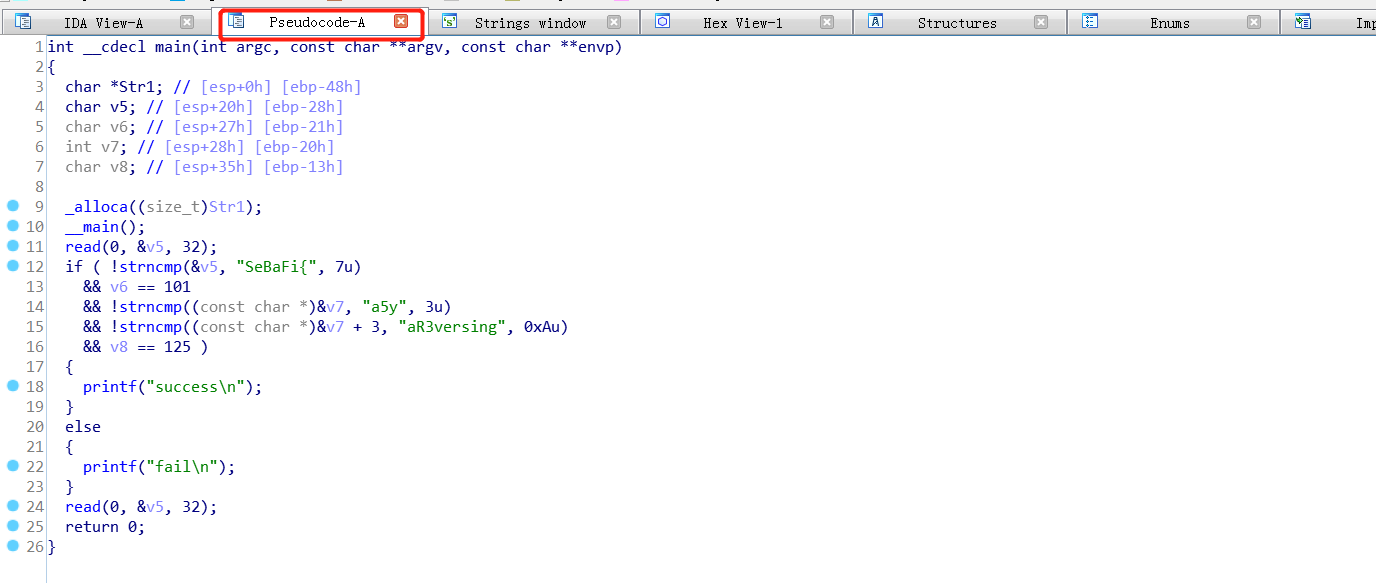 IDA View-A Pseudocode-A Strings window Hex View-1 Structures Enums
1 int __cdecl main(int argc, const char **argv, const char **envp)
2 {
3 char *Str1; // [esp+0h] [ebp-48h]
4 char v5; // [esp+20h] [ebp-28h]
5 char v6; // [esp+27h] [ebp-21h]
6 int v7; // [esp+28h] [ebp-20h]
7 char v8; // [esp+35h] [ebp-13h]
8
9 _alloca((size_t)Str1);
10 __main();
11 read(0, &v5, 32);
12 if ( !strncmp(&v5, "SeBaFi{", 7u)
13 && v6 == 101
14 && !strncmp((const char *)&v7, "a5y", 3u)
15 && !strncmp((const char *)&v7 + 3, "aR3versing", 0xAu)
16 && v8 == 125 )
17 {
18 printf("success\n");
19 }
20 else
21 {
22 printf("fail\n");
23 }
24 read(0, &v5, 32);
25 return 0;
26 }